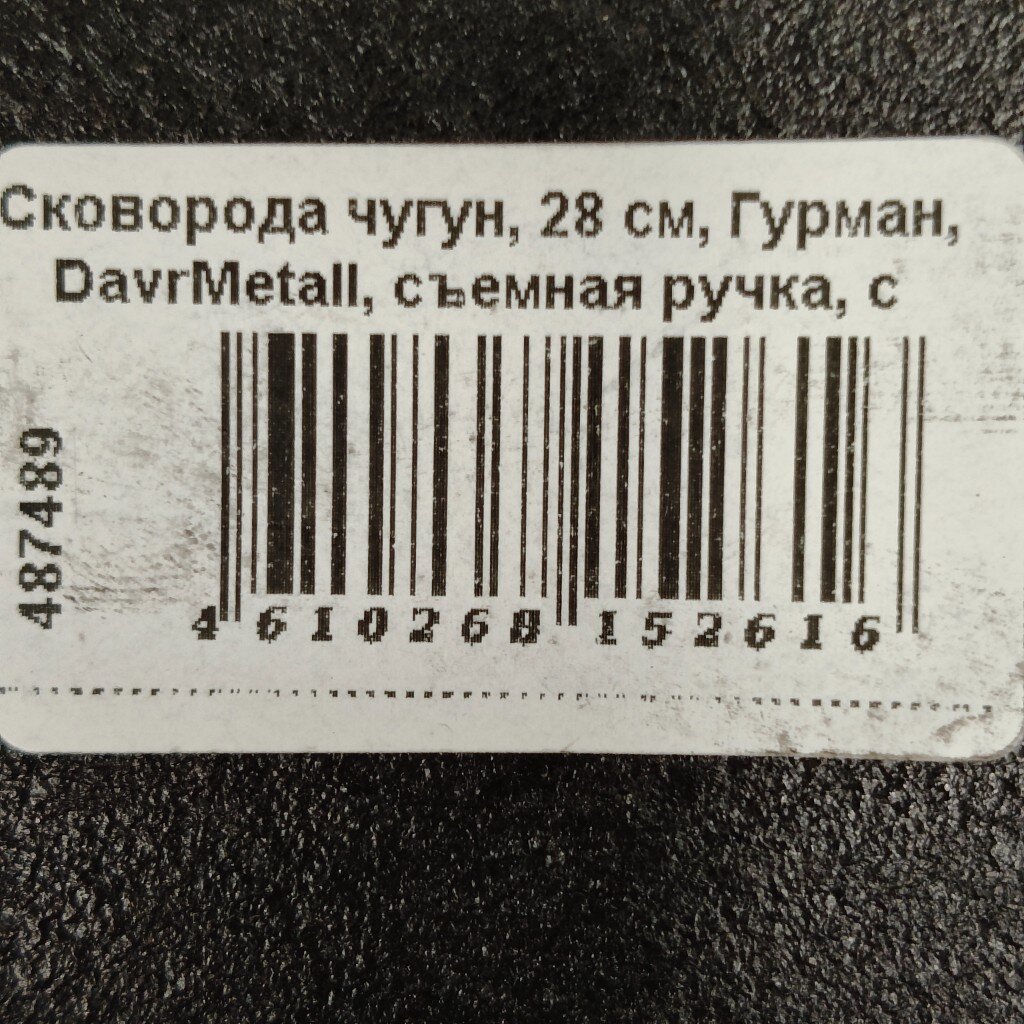 Сковорода чугун, 28 см, Гурман,
DavrMetall, съемная ручка, с
487489
4 610268 152616